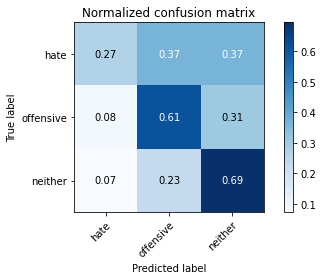 Normalized confusion matrix
True label
hate 0.27 0.37 0.37
offensive 0.08 0.61 0.31
neither 0.07 0.23 0.69
hate offensive neither
Predicted label
0.6
0.5
0.4
0.3
0.2
0.1